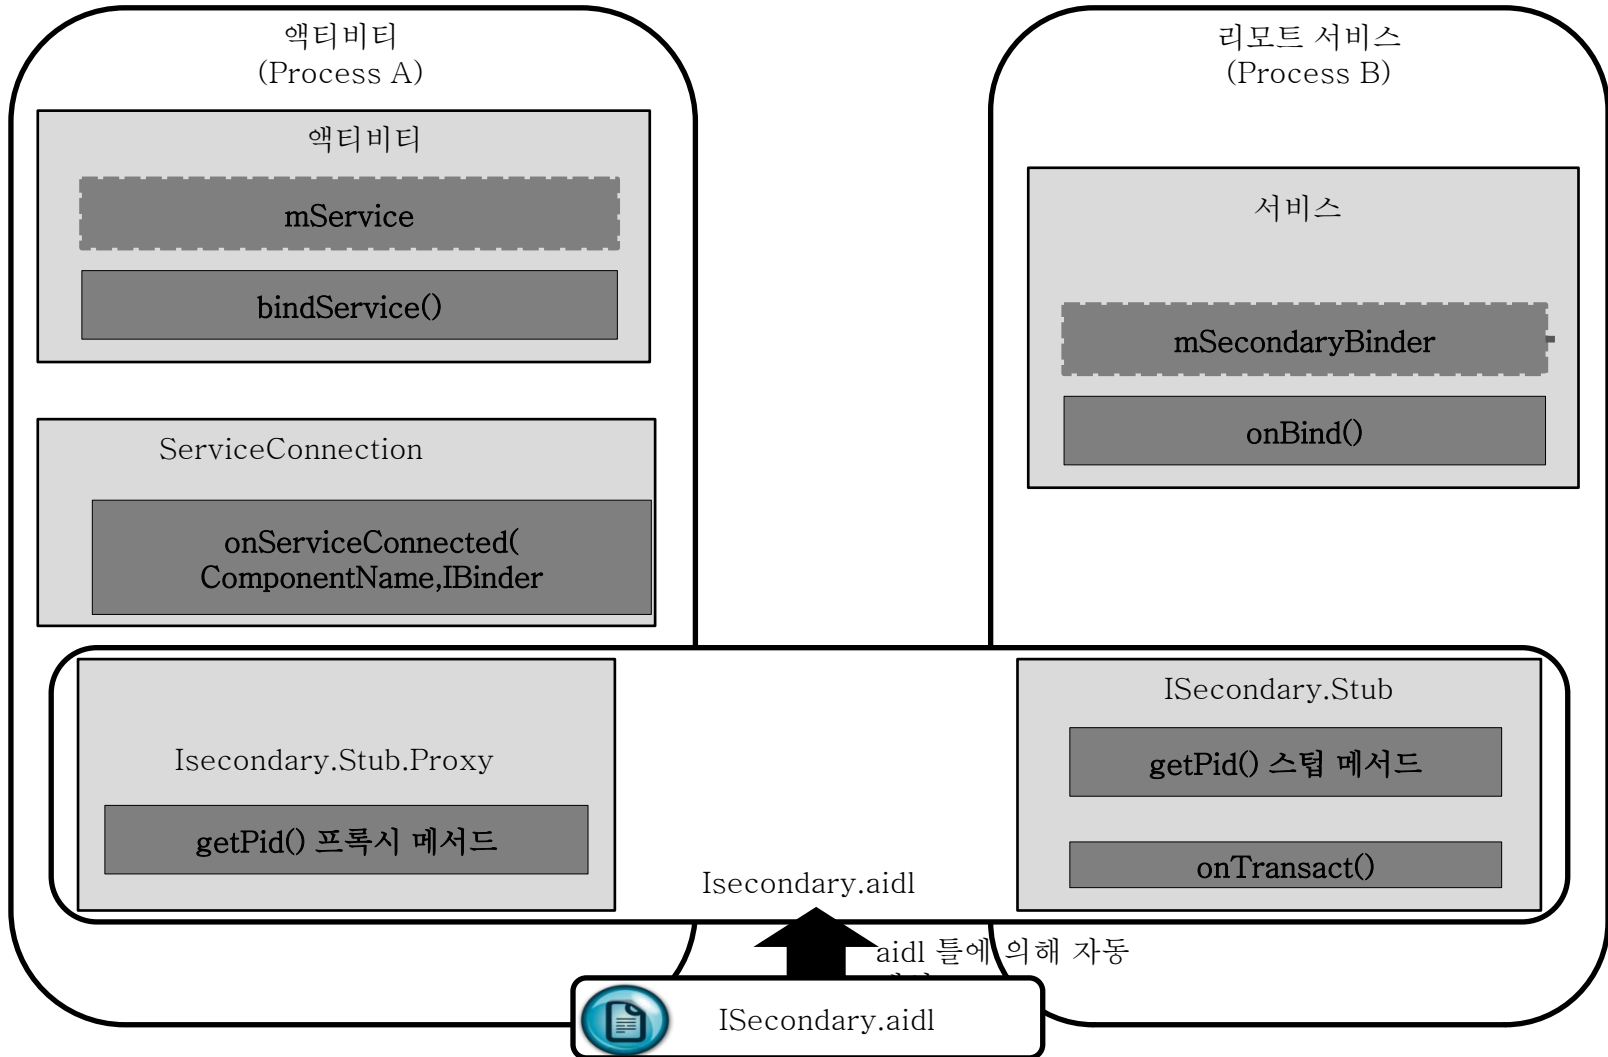 액티비티
(Process A)
액티비티
mService
bindService()
ServiceConnection
onServiceConnected(
ComponentName,IBinder
Isecondary.Stub.Proxy
getPid() 프록시 메서드
리모트 서비스
(Process B)
서비스
mSecondaryBinder
onBind()
ISecondary.Stub
getPid() 스텁 메서드
onTransact()
Isecondary.aidl
aidl 틀에 의해 자동
ISecondary.aidl